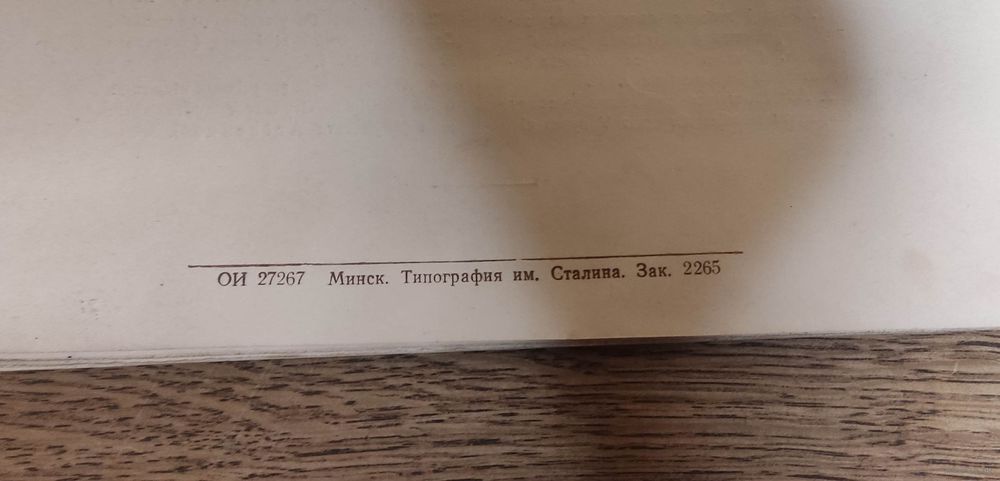 ОИ 27267 Минск. Типография им. Сталина. Зак. 2265